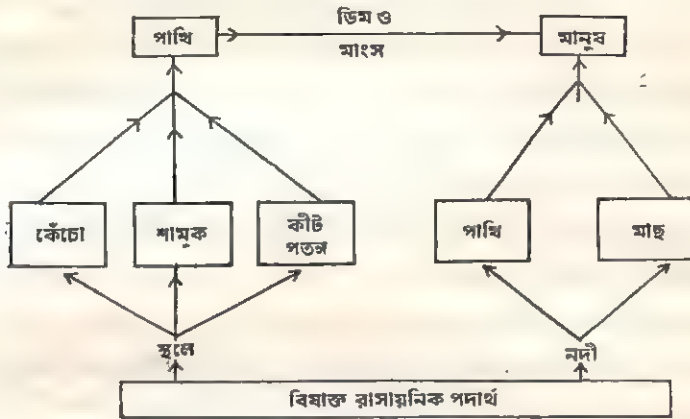 ডিম ও
পাখি
মানুষ
মাংস
কেঁচো
শামুক
কীট
পতঙ্গ
পাখি
মাছ
স্থলে
নদী
বিষাক্ত রাসায়নিক পদার্থ